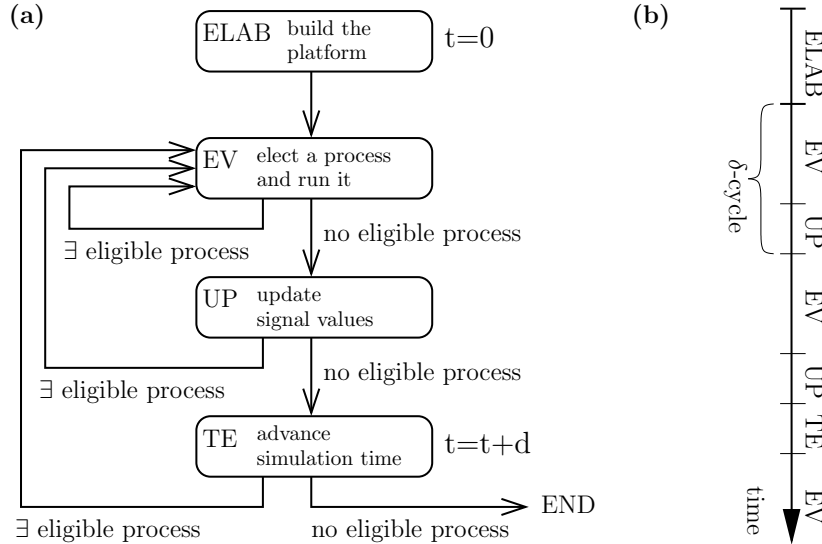 (a)
ELAB build the
platform
t=0
EV elect a process
and run it
∃ eligible process
no eligible process
UP update
signal values
∃ eligible process
no eligible process
TE advance
simulation time
t=t+d
∃ eligible process
no eligible process
END
(b)
ELAB
EV
δ-cycle
UP
EV
UP
TE
EV
time